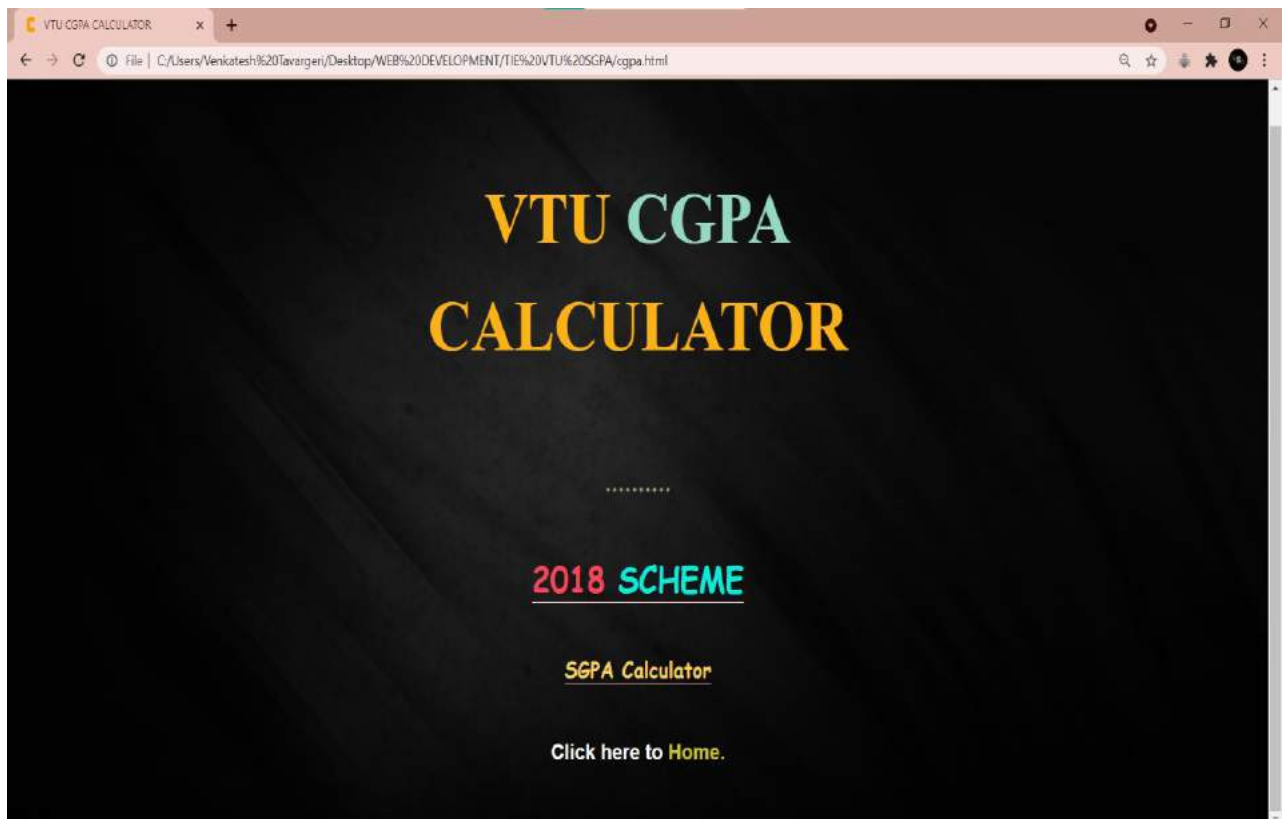 VTU CGPA CALCULATOR
File | C:/Users/Venkatesh%20Tavargeri/Desktop/WEB%20DEVELOPMENT/TIE%20VTU%20SGPA/cgpa.html
VTU CGPA
CALCULATOR
..........
2018 SCHEME
SGPA Calculator
Click here to Home.